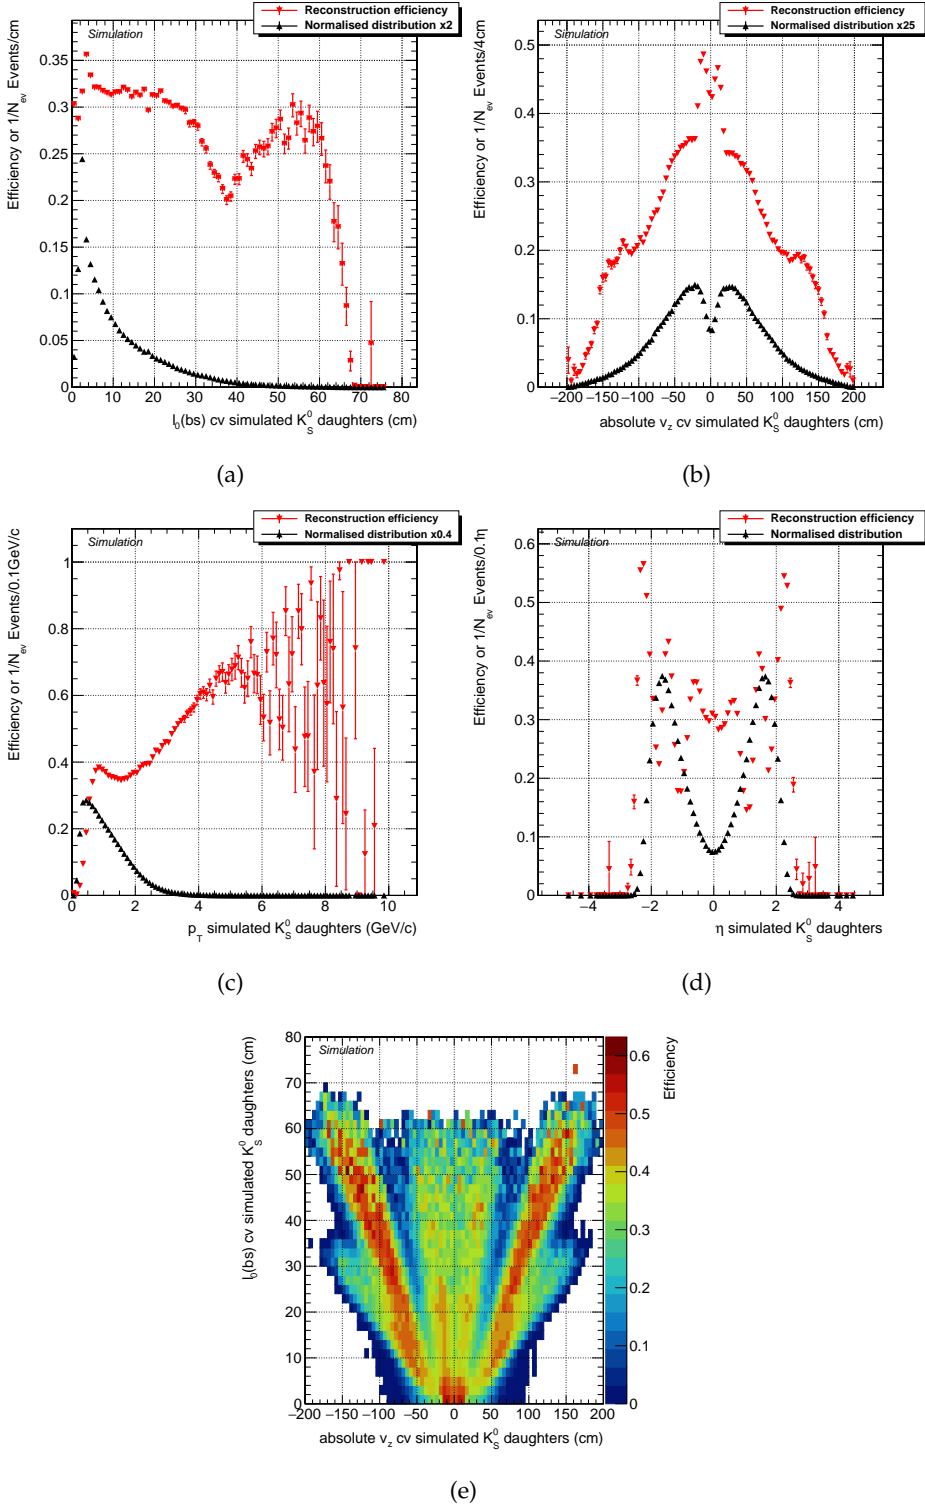 Reconstruction efficiency
Normalised distribution x2
Simulation
Efficiency or 1/N_ev Events/cm
0.35
0.3
0.25
0.2
0.15
0.1
0.05
0
0 10 20 30 40 50 60 70 80
l_0(bs) cv simulated K_S^0 daughters (cm)
(a)
Reconstruction efficiency
Normalised distribution x25
Simulation
Efficiency or 1/N_ev Events/4cm
0.5
0.4
0.3
0.2
0.1
0
−200 −150 −100 −50 0 50 100 150 200
absolute v_z cv simulated K_S^0 daughters (cm)
(b)
Reconstruction efficiency
Normalised distribution x0.4
Simulation
Efficiency or 1/N_ev Events/0.1GeV/c
1
0.8
0.6
0.4
0.2
0
0 2 4 6 8 10
p_T simulated K_S^0 daughters (GeV/c)
(c)
Reconstruction efficiency
Normalised distribution
Simulation
Efficiency or 1/N_ev Events/0.1η
0.6
0.5
0.4
0.3
0.2
0.1
0
−4 −2 0 2 4
η simulated K_S^0 daughters
(d)
Simulation
l_0(bs) cv simulated K_S^0 daughters (cm)
80
70
60
50
40
30
20
10
0
−200 −150 −100 −50 0 50 100 150 200
absolute v_z cv simulated K_S^0 daughters (cm)
Efficiency
0.6
0.5
0.4
0.3
0.2
0.1
0
(e)